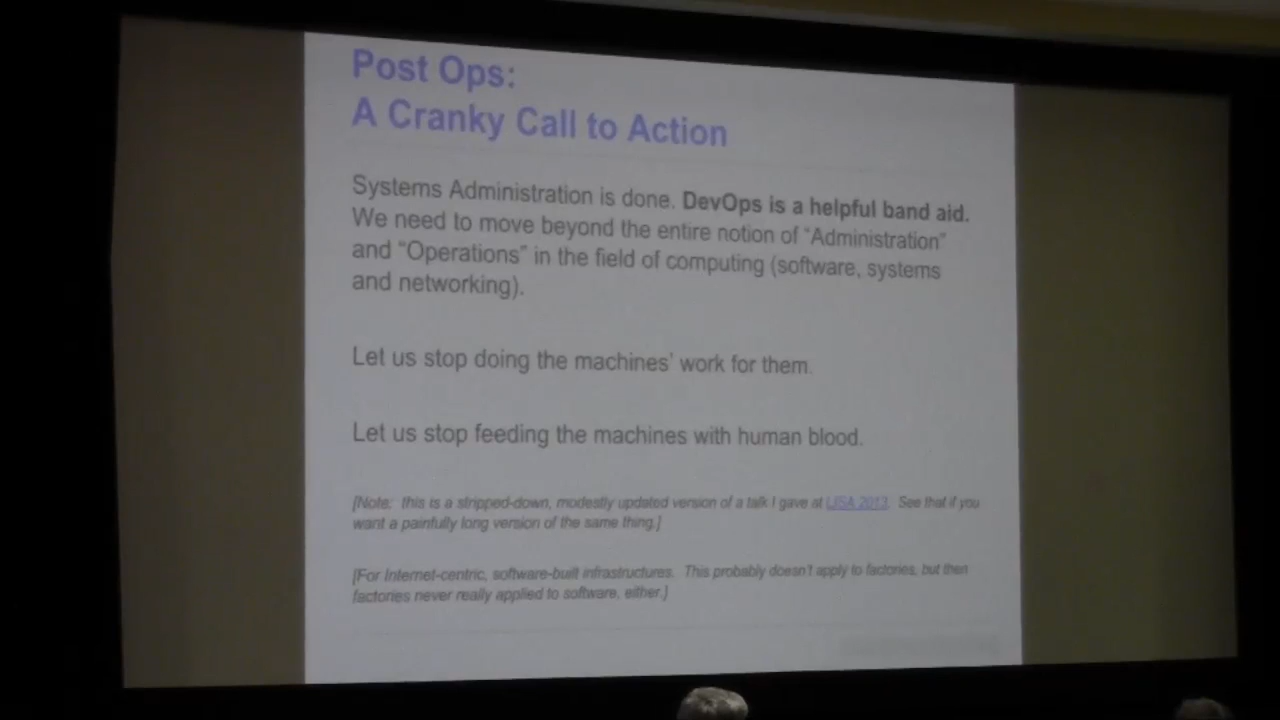 Post Ops:
A Cranky Call to Action
Systems Administration is done. DevOps is a helpful band aid.
We need to move beyond the entire notion of “Administration”
and “Operations” in the field of computing (software, systems
and networking).
Let us stop doing the machines’ work for them.
Let us stop feeding the machines with human blood.
[Note: this is a stripped-down, modestly updated version of a talk I gave at LISA 2013. See that if you
want a painfully long version of the same thing.]
[For Internet-centric, software-built infrastructures. This probably doesn’t apply to factories, but then
factories never really applied to software, either.]